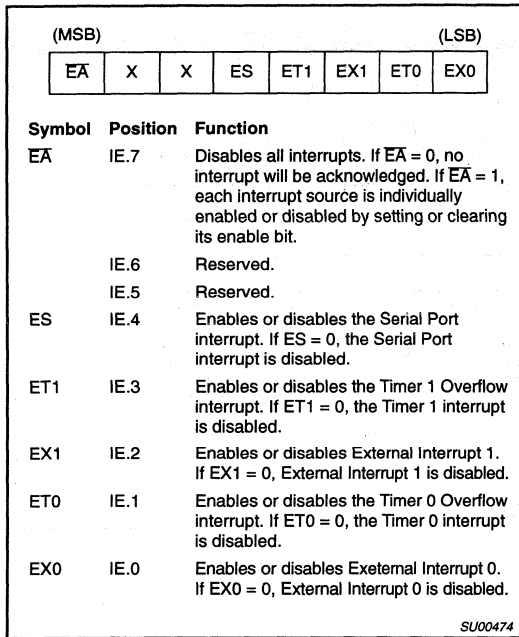 (MSB) (LSB)
E̅A̅ X X ES ET1 EX1 ET0 EX0
Symbol Position Function
E̅A̅ IE.7 Disables all interrupts. If E̅A̅ = 0, no
interrupt will be acknowledged. If E̅A̅ = 1,
each interrupt source is individually
enabled or disabled by setting or clearing
its enable bit.
IE.6 Reserved.
IE.5 Reserved.
ES IE.4 Enables or disables the Serial Port
interrupt. If ES = 0, the Serial Port
interrupt is disabled.
ET1 IE.3 Enables or disables the Timer 1 Overflow
interrupt. If ET1 = 0, the Timer 1 interrupt
is disabled.
EX1 IE.2 Enables or disables External Interrupt 1.
If EX1 = 0, External Interrupt 1 is disabled.
ET0 IE.1 Enables or disables the Timer 0 Overflow
interrupt. If ET0 = 0, the Timer 0 interrupt
is disabled.
EX0 IE.0 Enables or disables Exeternal Interrupt 0.
If EX0 = 0, External Interrupt 0 is disabled.
SU00474